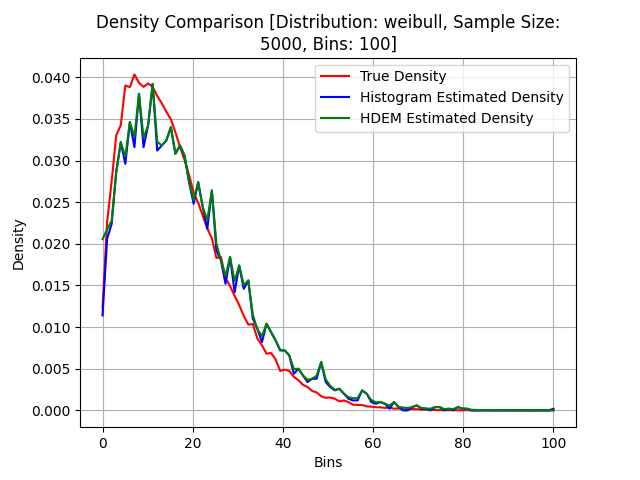 Density Comparison [Distribution: weibull, Sample Size:
5000, Bins: 100]
True Density
Histogram Estimated Density
HDEM Estimated Density
Density
0.040
0.035
0.030
0.025
0.020
0.015
0.010
0.005
0.000
0 20 40 60 80 100
Bins